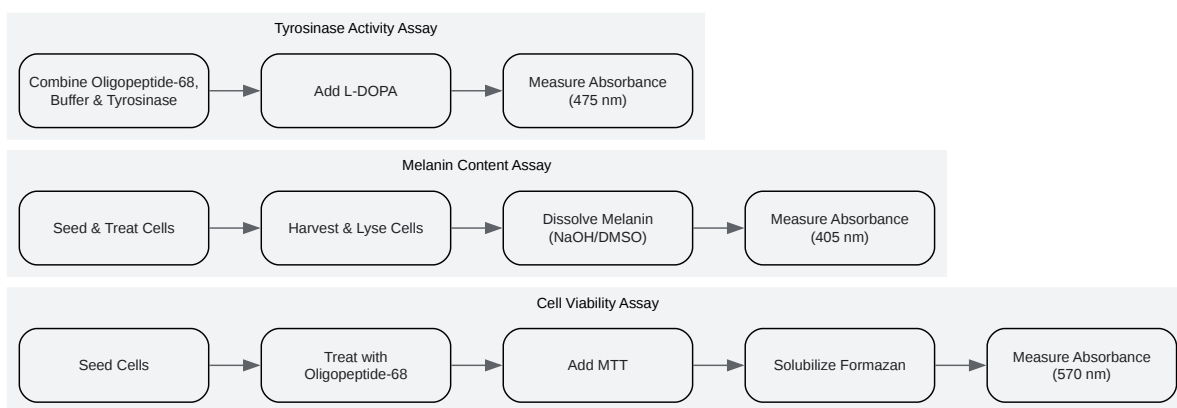 Tyrosinase Activity Assay
Combine Oligopeptide-68,
Buffer & Tyrosinase
Add L-DOPA
Measure Absorbance
(475 nm)
Melanin Content Assay
Seed & Treat Cells
Harvest & Lyse Cells
Dissolve Melanin
(NaOH/DMSO)
Measure Absorbance
(405 nm)
Cell Viability Assay
Seed Cells
Treat with
Oligopeptide-68
Add MTT
Solubilize Formazan
Measure Absorbance
(570 nm)